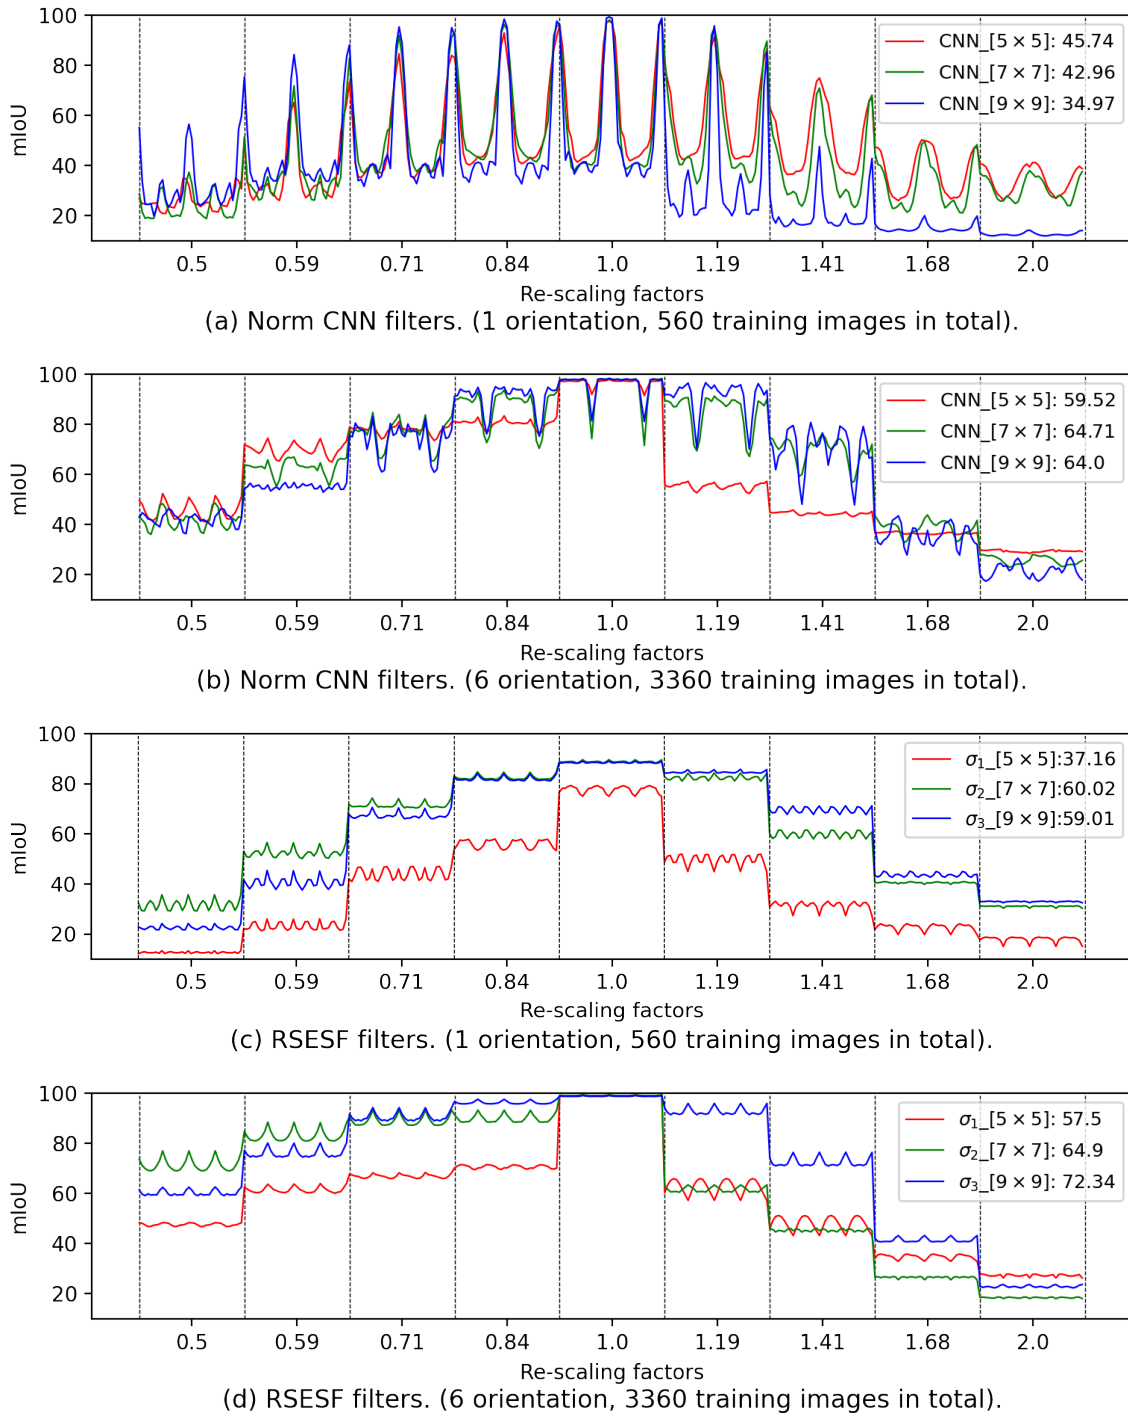 100
80
60
40
20
mIoU
CNN_[5 × 5]: 45.74
CNN_[7 × 7]: 42.96
CNN_[9 × 9]: 34.97
0.5 0.59 0.71 0.84 1.0 1.19 1.41 1.68 2.0
Re-scaling factors
(a) Norm CNN filters. (1 orientation, 560 training images in total).
100
80
60
40
20
mIoU
CNN_[5 × 5]: 59.52
CNN_[7 × 7]: 64.71
CNN_[9 × 9]: 64.0
0.5 0.59 0.71 0.84 1.0 1.19 1.41 1.68 2.0
Re-scaling factors
(b) Norm CNN filters. (6 orientation, 3360 training images in total).
100
80
60
40
20
mIoU
σ₁_[5 × 5]:37.16
σ₂_[7 × 7]:60.02
σ₃_[9 × 9]:59.01
0.5 0.59 0.71 0.84 1.0 1.19 1.41 1.68 2.0
Re-scaling factors
(c) RSESF filters. (1 orientation, 560 training images in total).
100
80
60
40
20
mIoU
σ₁_[5 × 5]: 57.5
σ₂_[7 × 7]: 64.9
σ₃_[9 × 9]: 72.34
0.5 0.59 0.71 0.84 1.0 1.19 1.41 1.68 2.0
Re-scaling factors
(d) RSESF filters. (6 orientation, 3360 training images in total).